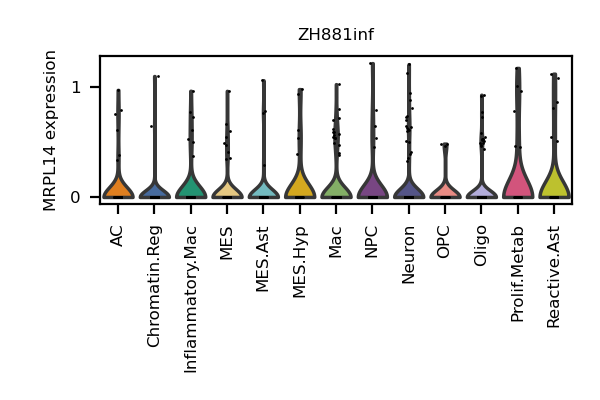 ZH881inf
MRPL14 expression
1
0
AC
Chromatin.Reg
Inflammatory.Mac
MES
MES.Ast
MES.Hyp
Mac
NPC
Neuron
OPC
Oligo
Prolif.Metab
Reactive.Ast